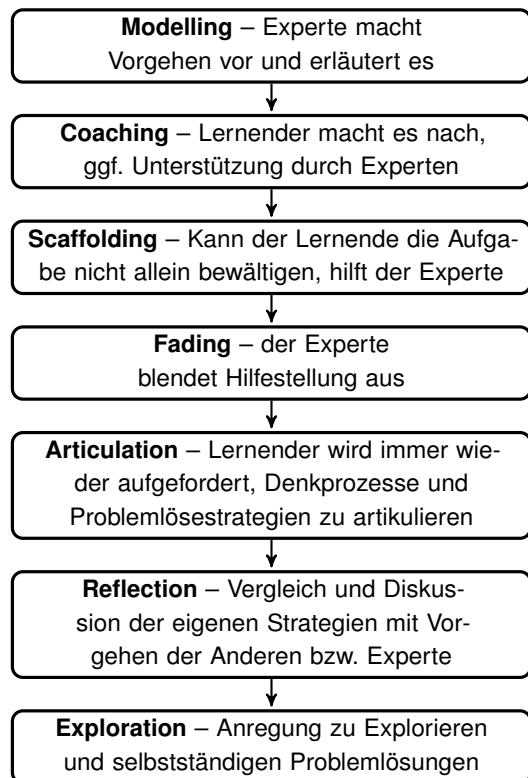 Modelling – Experte macht
Vorgehen vor und erläutert es
Coaching – Lernender macht es nach,
ggf. Unterstützung durch Experten
Scaffolding – Kann der Lernende die Aufga-
be nicht allein bewältigen, hilft der Experte
Fading – der Experte
blendet Hilfestellung aus
Articulation – Lernender wird immer wie-
der aufgefordert, Denkprozesse und
Problemlösestrategien zu artikulieren
Reflection – Vergleich und Diskus-
sion der eigenen Strategien mit Vor-
gehen der Anderen bzw. Experte
Exploration – Anregung zu Explorieren
und selbstständigen Problemlösungen